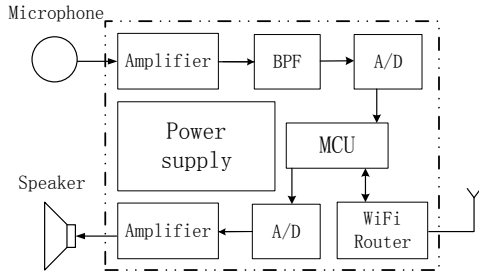 Microphone
Amplifier
BPF
A/D
Power
supply
MCU
Speaker
Amplifier
A/D
WiFi
Router